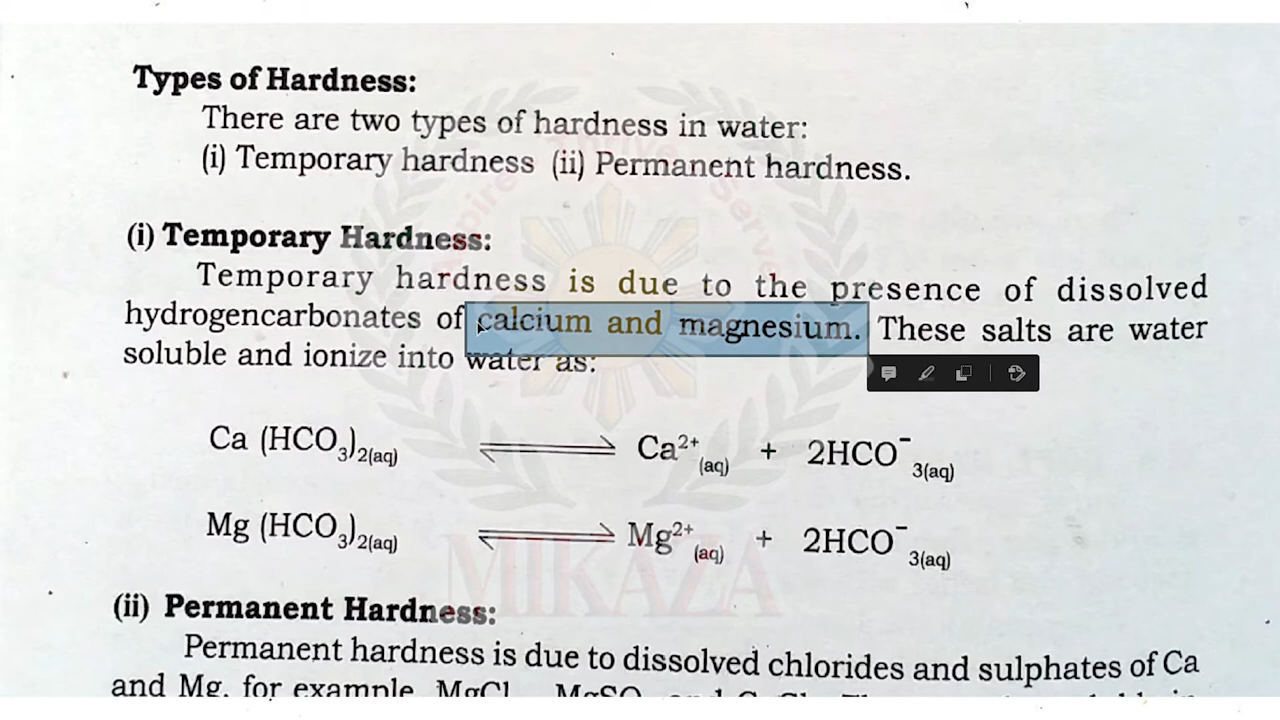 Types of Hardness:
There are two types of hardness in water:
(i) Temporary hardness (ii) Permanent hardness.
(i) Temporary Hardness:
Temporary hardness is due to the presence of dissolved
hydrogencarbonates of calcium and magnesium. These salts are water
soluble and ionize into water as:
Ca (HCO₃)₂(aq) ⇌ Ca²⁺(aq) + 2HCO⁻3(aq)
Mg (HCO₃)₂(aq) ⇌ Mg²⁺(aq) + 2HCO⁻3(aq)
(ii) Permanent Hardness:
Permanent hardness is due to dissolved chlorides and sulphates of Ca
and Mg, for example
Aspire Thrive Serve
MIKAZA